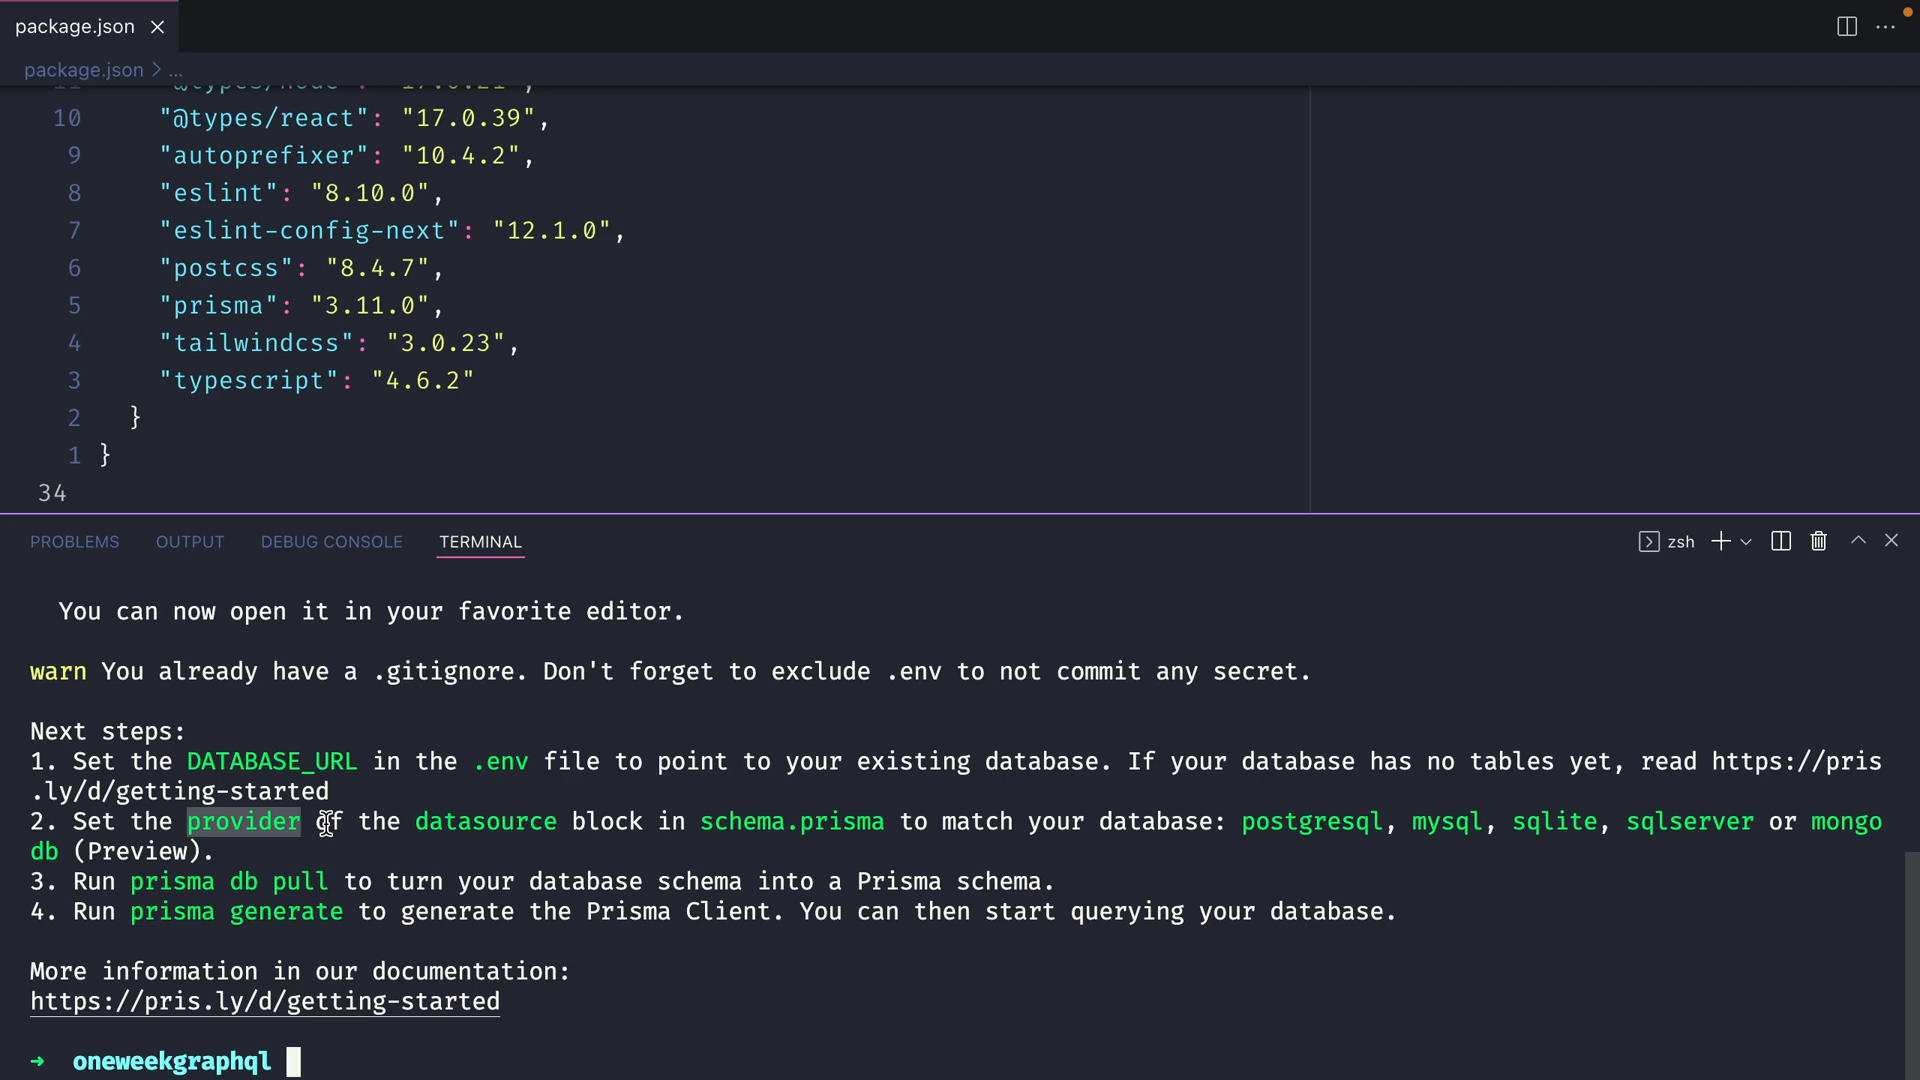 package.json
package.json > ...
11 "@types/node": "17.0.21",
10 "@types/react": "17.0.39",
9 "autoprefixer": "10.4.2",
8 "eslint": "8.10.0",
7 "eslint-config-next": "12.1.0",
6 "postcss": "8.4.7",
5 "prisma": "3.11.0",
4 "tailwindcss": "3.0.23",
3 "typescript": "4.6.2"
2 }
1 }
34
PROBLEMS OUTPUT DEBUG CONSOLE TERMINAL zsh
You can now open it in your favorite editor.
warn You already have a .gitignore. Don't forget to exclude .env to not commit any secret.
Next steps:
1. Set the DATABASE_URL in the .env file to point to your existing database. If your database has no tables yet, read https://pris
.ly/d/getting-started
2. Set the provider of the datasource block in schema.prisma to match your database: postgresql, mysql, sqlite, sqlserver or mongo
db (Preview).
3. Run prisma db pull to turn your database schema into a Prisma schema.
4. Run prisma generate to generate the Prisma Client. You can then start querying your database.
More information in our documentation:
https://pris.ly/d/getting-started
➜ oneweekgraphql